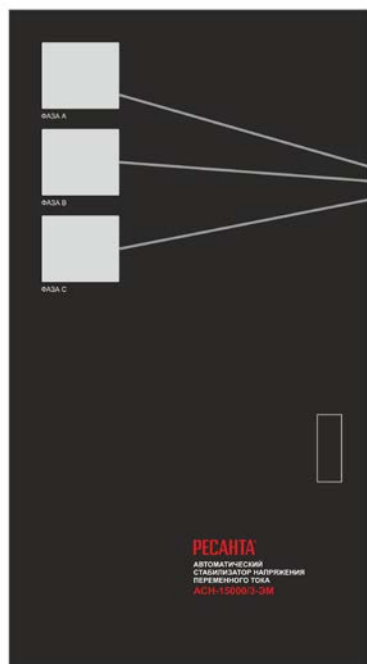 ФАЗА A
ФАЗА B
ФАЗА C
РЕСАНТА
АВТОМАТИЧЕСКИЙ
СТАБИЛИЗАТОР НАПРЯЖЕНИЯ
ПЕРЕМЕННОГО ТОКА
АСН-15000/3-ЭМ